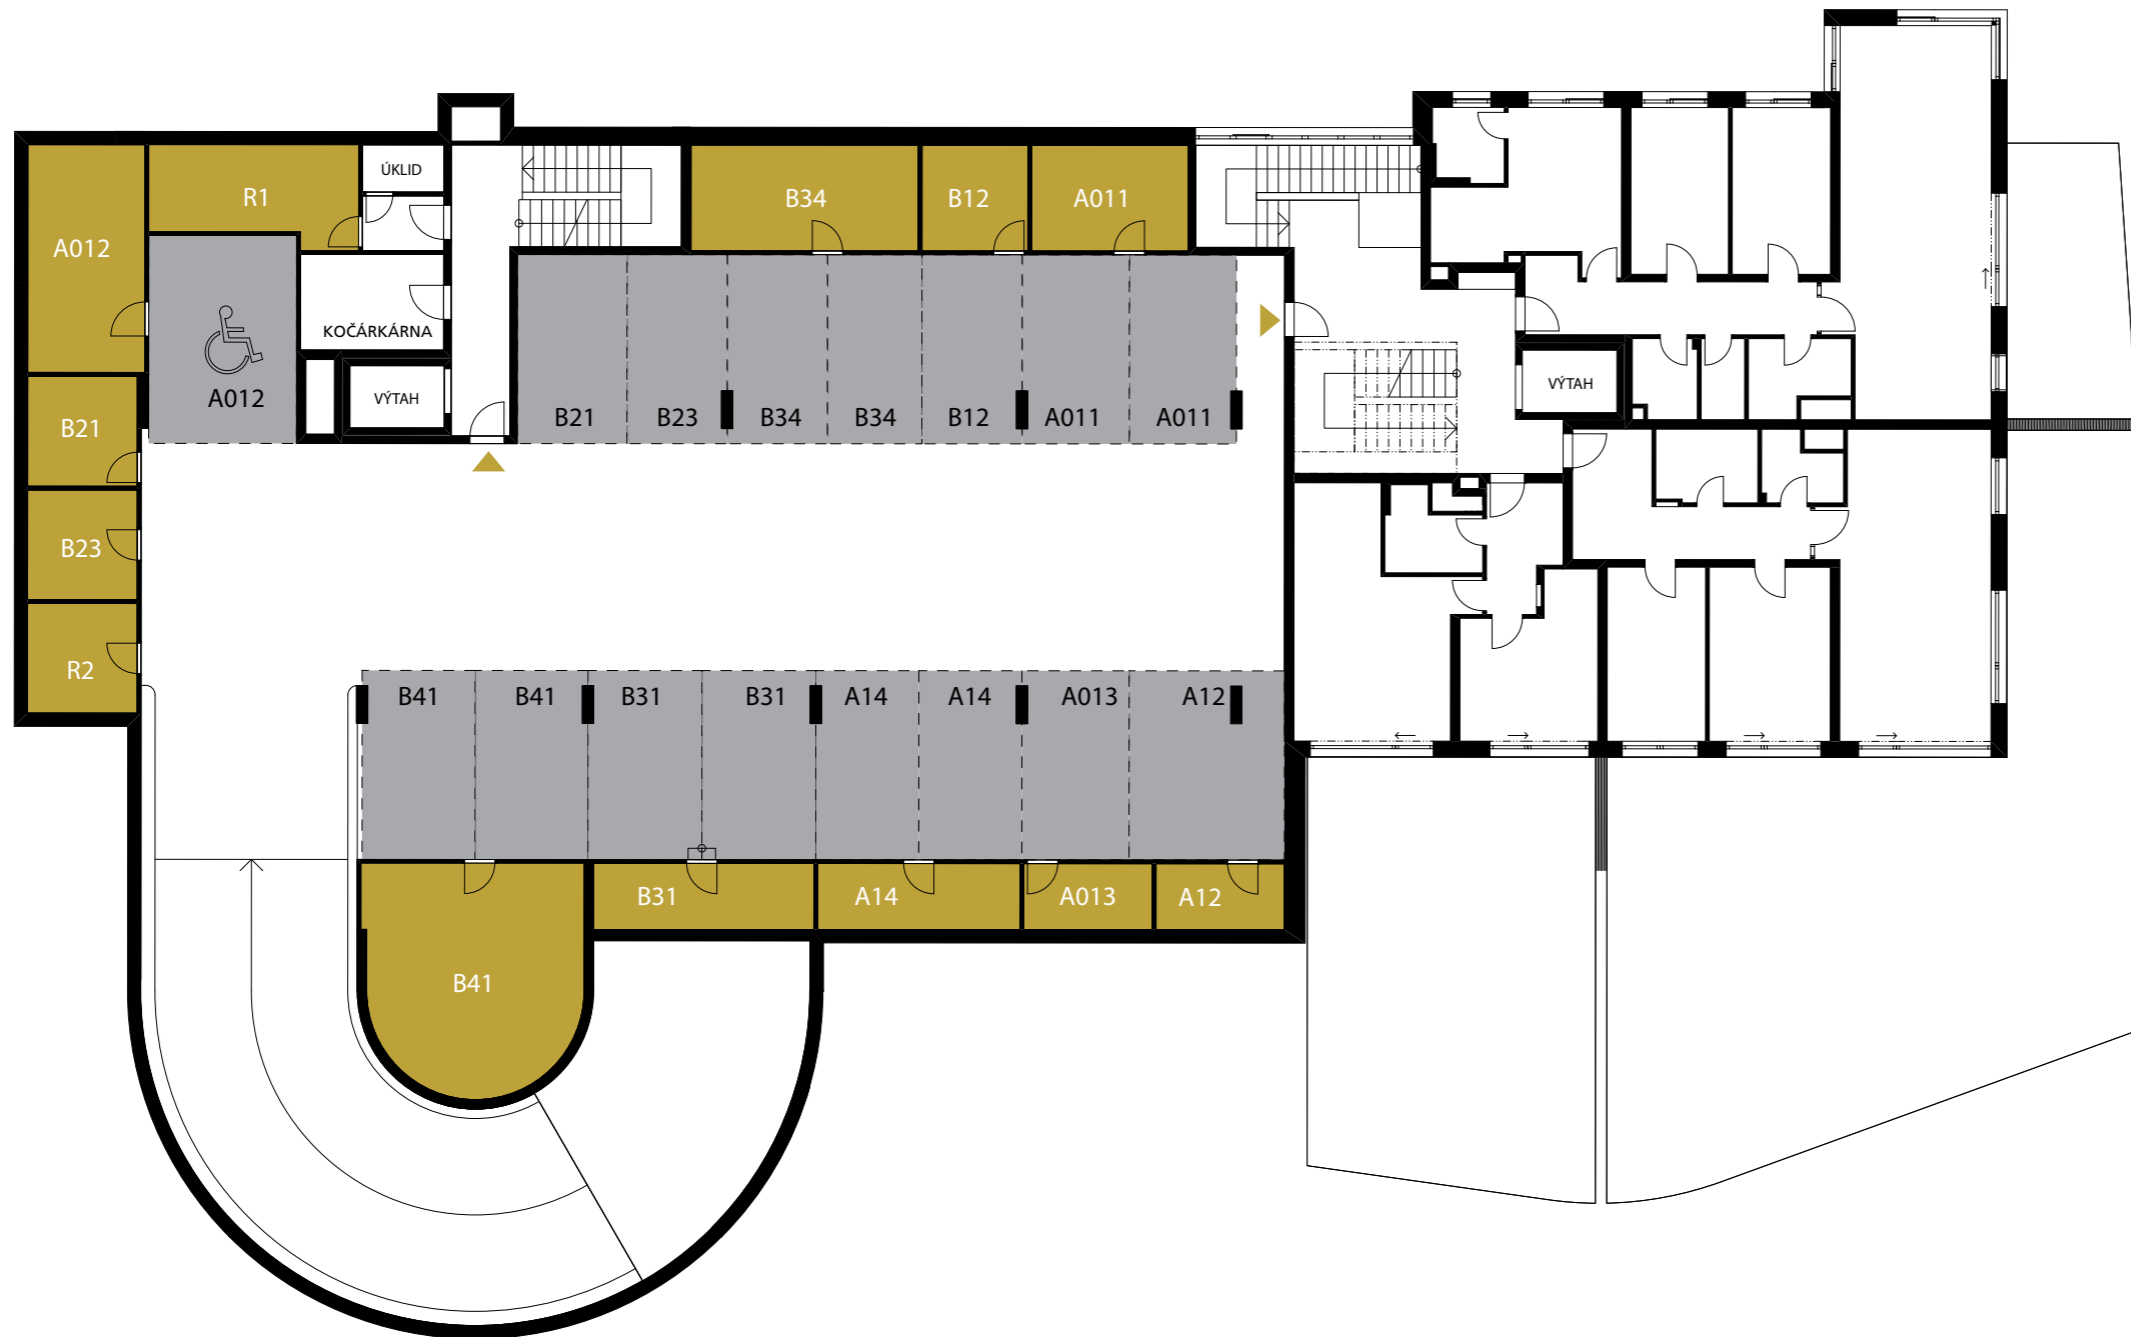 ÚKLID
R1
B34
B12
A011
A012
KOČÁRKÁRNA
A012
VÝTAH
VÝTAH
B21
B21
B23
B34
B34
B12
A011
A011
B23
R2
B41
B41
B31
B31
A14
A14
A013
A12
B31
A14
A013
A12
B41